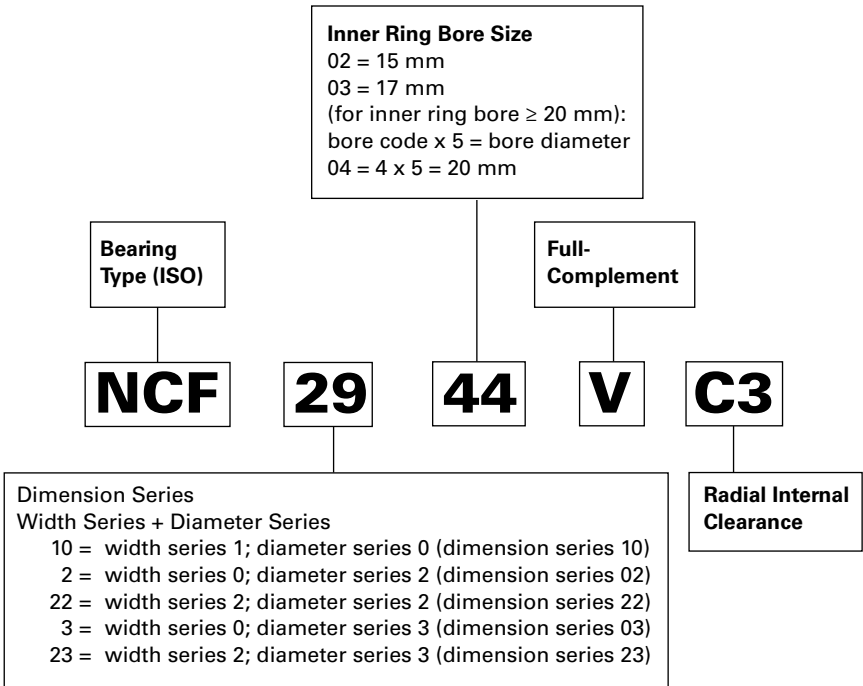 Inner Ring Bore Size
02 = 15 mm
03 = 17 mm
(for inner ring bore ≥ 20 mm):
bore code x 5 = bore diameter
04 = 4 x 5 = 20 mm
Bearing
Type (ISO)
Full-
Complement
NCF 29 44 V C3
Dimension Series
Width Series + Diameter Series
10 = width series 1; diameter series 0 (dimension series 10)
2 = width series 0; diameter series 2 (dimension series 02)
22 = width series 2; diameter series 2 (dimension series 22)
3 = width series 0; diameter series 3 (dimension series 03)
23 = width series 2; diameter series 3 (dimension series 23)
Radial Internal
Clearance